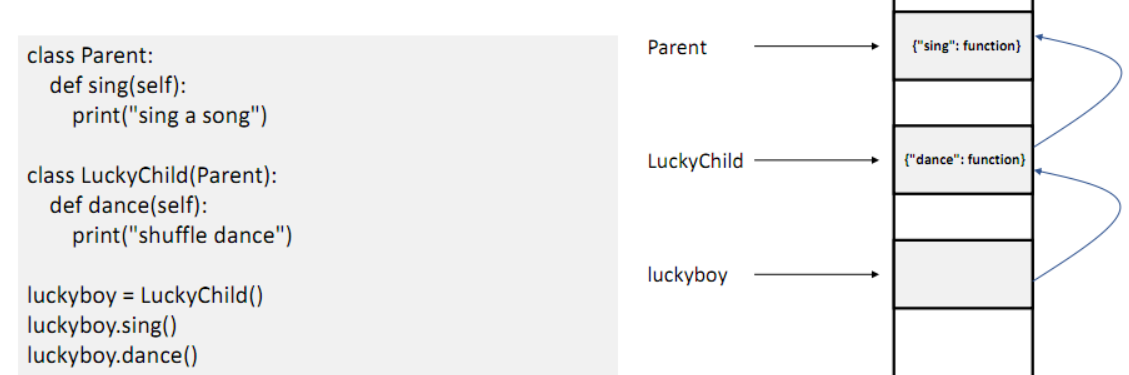 class Parent:
def sing(self):
print("sing a song")
class LuckyChild(Parent):
def dance(self):
print("shuffle dance")
luckyboy = LuckyChild()
luckyboy.sing()
luckyboy.dance()
Parent
{"sing": function}
LuckyChild
{"dance": function}
luckyboy